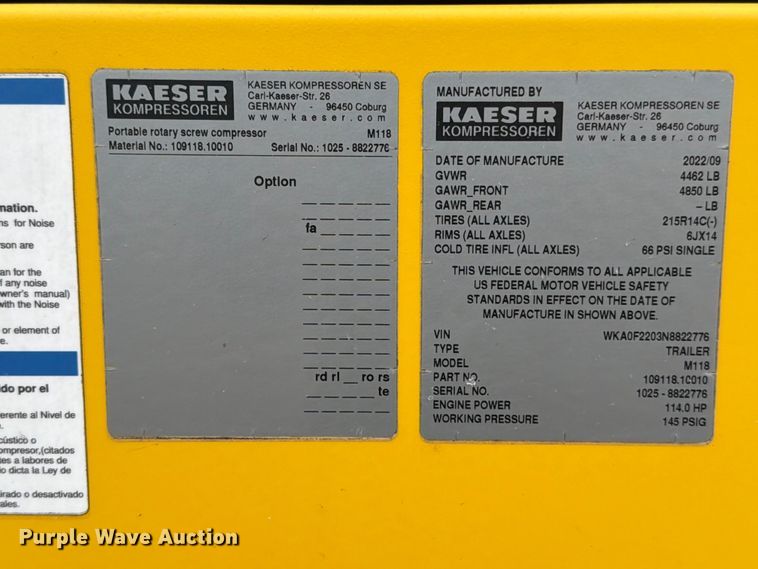 mation.
ns for Noise
son are
an for the
f any noise
owner's manual)
with the Noise
or element of
e.
do por el
erente al Nivel de
n.
cústico o
ompresor,(citados
tes a labores de
io dicta la Ley de
irado o desactivado
ales.
KAESER
KOMPRESSOREN
KAESER KOMPRESSOREN SE
Carl-Kaeser-Str. 26
GERMANY - 96450 Coburg
www.kaeser.com
Portable rotary screw compressor M118
Material No.: 109118.10010 Serial No.: 1025 - 8822776
Option
fa
rd rl __ ro rs
te
MANUFACTURED BY
KAESER
KOMPRESSOREN
KAESER KOMPRESSOREN SE
Carl-Kaeser-Str. 26
GERMANY - 96450 Coburg
www.kaeser.com
DATE OF MANUFACTURE 2022/09
GVWR 4462 LB
GAWR_FRONT 4850 LB
GAWR_REAR – LB
TIRES (ALL AXLES) 215R14C(-)
RIMS (ALL AXLES) 6JX14
COLD TIRE INFL (ALL AXLES) 66 PSI SINGLE
THIS VEHICLE CONFORMS TO ALL APPLICABLE
US FEDERAL MOTOR VEHICLE SAFETY
STANDARDS IN EFFECT ON THE DATE OF
MANUFACTURE IN SHOWN ABOVE.
VIN WKA0F2203N8822776
TYPE TRAILER
MODEL M118
PART NO. 109118.10010
SERIAL NO. 1025 - 8822776
ENGINE POWER 114.0 HP
WORKING PRESSURE 145 PSIG
Purple Wave Auction